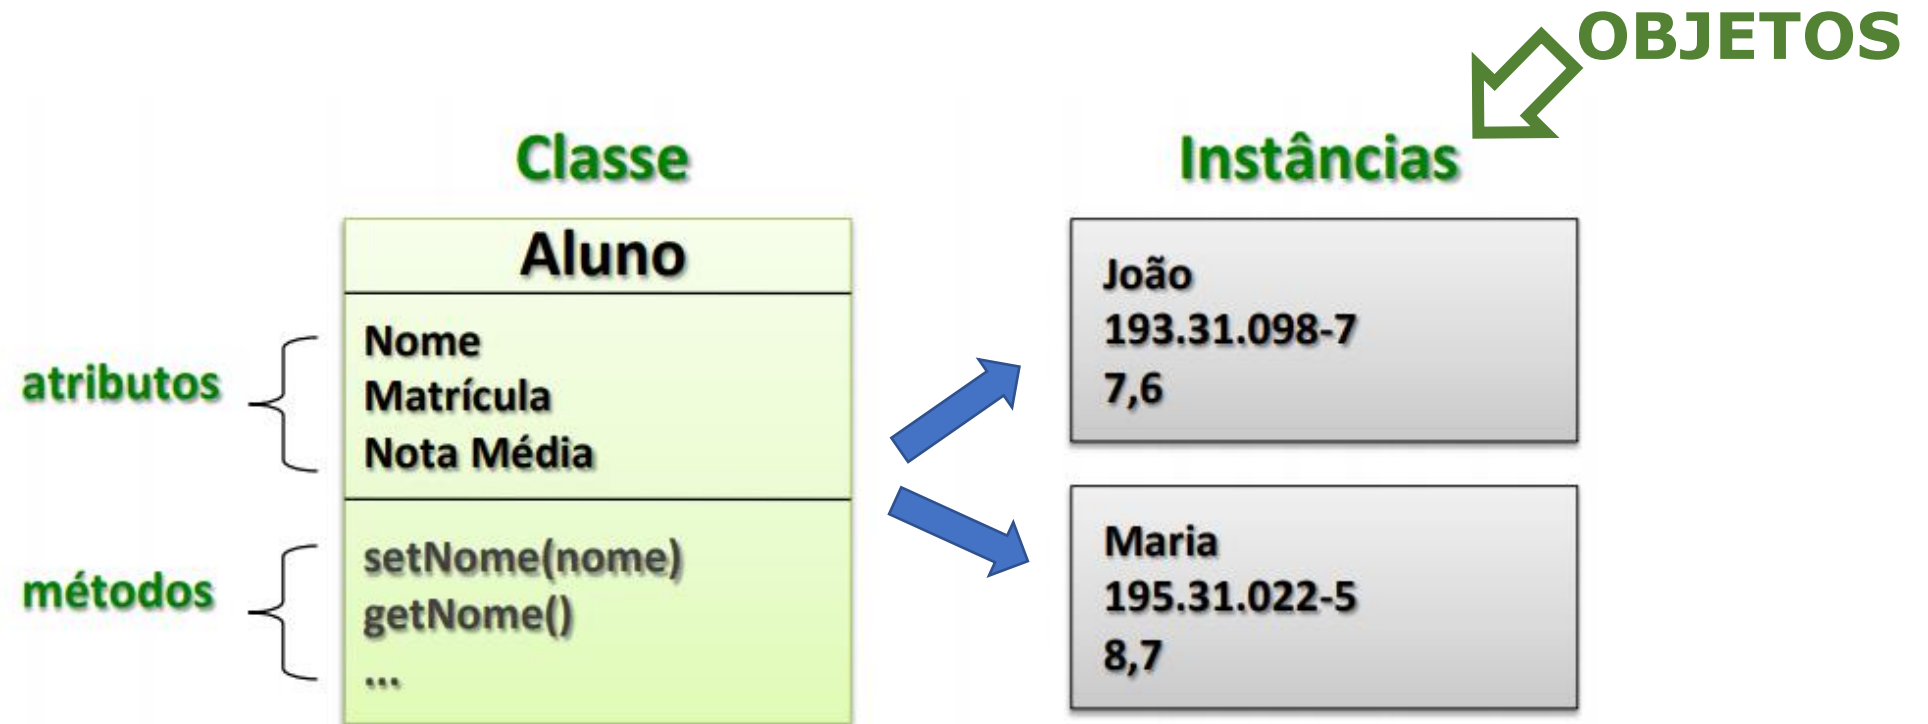 OBJETOS
Classe
Instâncias
Aluno
atributos
Nome
Matrícula
Nota Média
métodos
setNome(nome)
getNome()
...
João
193.31.098-7
7,6
Maria
195.31.022-5
8,7